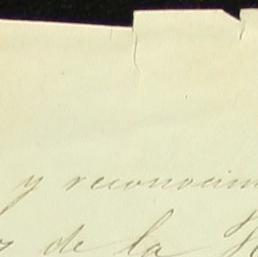 y reconocim
de la H